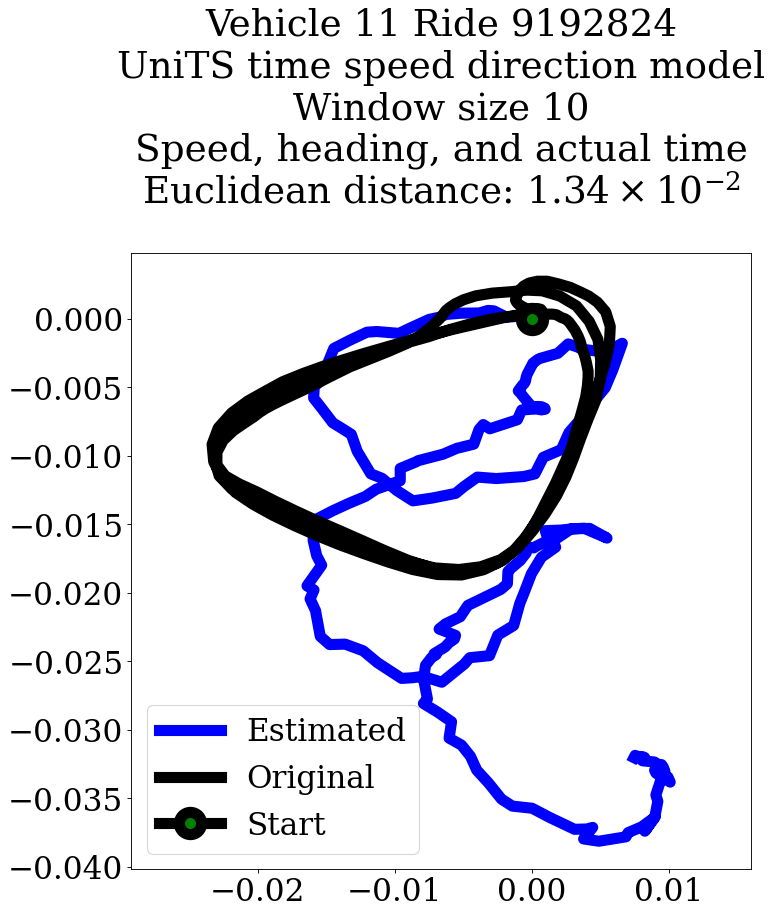 Vehicle 11 Ride 9192824
UniTS time speed direction model
Window size 10
Speed, heading, and actual time
Euclidean distance: 1.34 × 10⁻²
0.000
−0.005
−0.010
−0.015
−0.020
−0.025
−0.030
−0.035
−0.040
Estimated
Original
Start
−0.02
−0.01
0.00
0.01